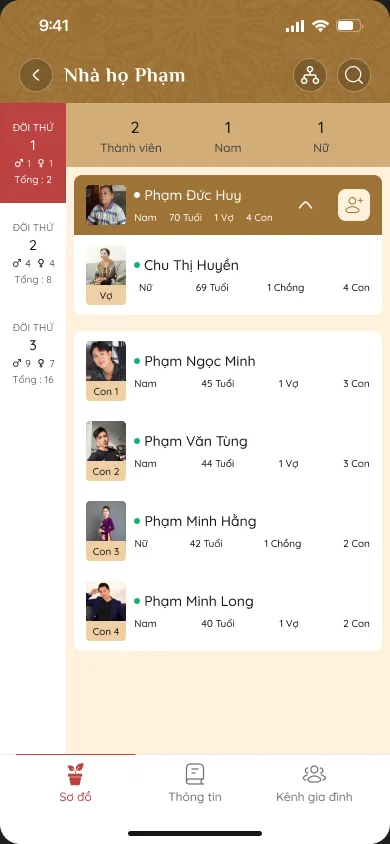 9:41
Nhà họ Phạm
ĐỜI THỨ
1
♂ 1 ♀ 1
Tổng : 2
ĐỜI THỨ
2
♂ 4 ♀ 4
Tổng : 8
ĐỜI THỨ
3
♂ 9 ♀ 7
Tổng : 16
2 1 1
Thành viên Nam Nữ
Phạm Đức Huy
Nam 70 Tuổi 1 Vợ 4 Con
Chu Thị Huyền
Vợ
Nữ 69 Tuổi 1 Chồng 4 Con
Phạm Ngọc Minh
Nam 45 Tuổi 1 Vợ 3 Con
Con 1
Phạm Văn Tùng
Nam 44 Tuổi 1 Vợ 3 Con
Con 2
Phạm Minh Hằng
Nữ 42 Tuổi 1 Chồng 2 Con
Con 3
Phạm Minh Long
Nam 40 Tuổi 1 Vợ 2 Con
Con 4
Sơ đồ Thông tin Kênh gia đình